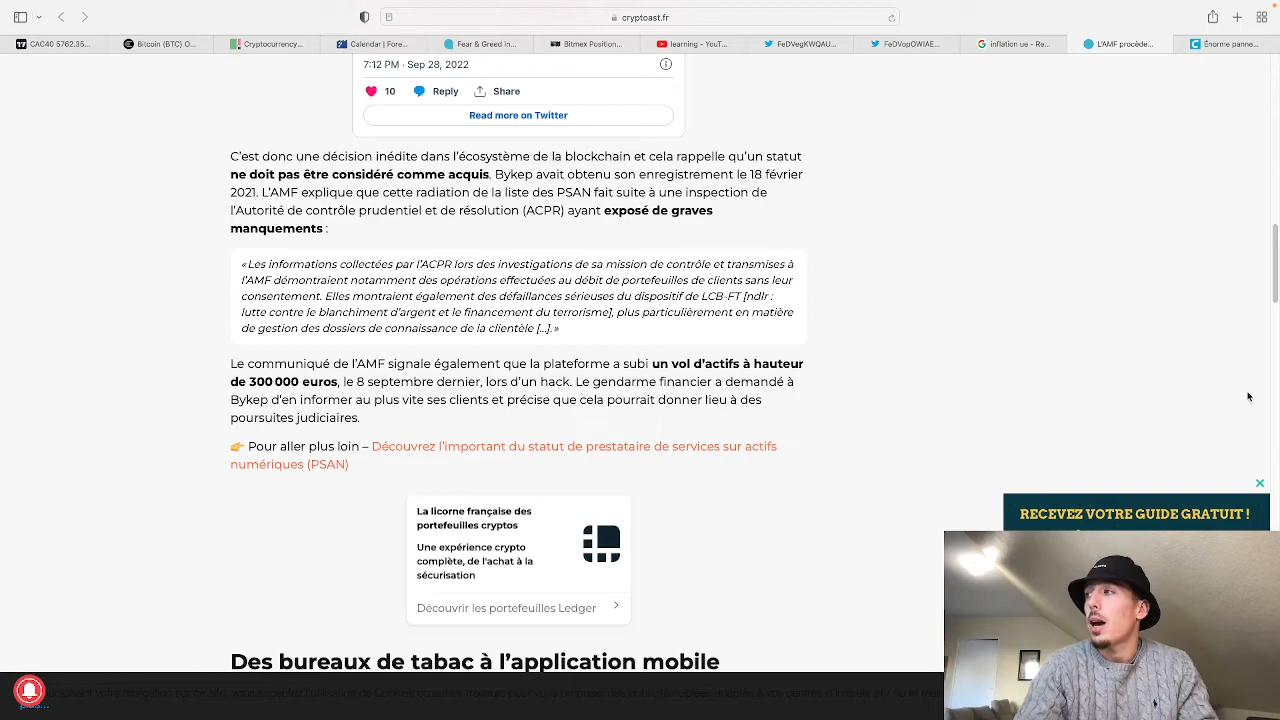 cryptoast.fr
CAC40 5762.35...
Bitcoin (BTC) O...
Cryptocurrency...
Calendar | Fore...
Fear & Greed In...
Bitmex Position...
learning - YouT...
FeDVegKWQAU...
FeDVopOWIAE...
inflation ue - Re...
L'AMF procède...
Énorme panne...
7:12 PM · Sep 28, 2022
10 Reply Share
Read more on Twitter
C'est donc une décision inédite dans l'écosystème de la blockchain et cela rappelle qu'un statut
ne doit pas être considéré comme acquis. Bykep avait obtenu son enregistrement le 18 février
2021. L'AMF explique que cette radiation de la liste des PSAN fait suite à une inspection de
l'Autorité de contrôle prudentiel et de résolution (ACPR) ayant exposé de graves
manquements :
« Les informations collectées par l'ACPR lors des investigations de sa mission de contrôle et transmises à
l'AMF démontraient notamment des opérations effectuées au débit de portefeuilles de clients sans leur
consentement. Elles montraient également des défaillances sérieuses du dispositif de LCB-FT [ndlr :
lutte contre le blanchiment d'argent et le financement du terrorisme], plus particulièrement en matière
de gestion des dossiers de connaissance de la clientèle [...]. »
Le communiqué de l'AMF signale également que la plateforme a subi un vol d'actifs à hauteur
de 300 000 euros, le 8 septembre dernier, lors d'un hack. Le gendarme financier a demandé à
Bykep d'en informer au plus vite ses clients et précise que cela pourrait donner lieu à des
poursuites judiciaires.
👉 Pour aller plus loin – Découvrez l'important du statut de prestataire de services sur actifs
numériques (PSAN)
La licorne française des
portefeuilles cryptos
Une expérience crypto
complète, de l'achat à la
sécurisation
Découvrir les portefeuilles Ledger
RECEVEZ VOTRE GUIDE GRATUIT !
Des bureaux de tabac à l'application mobile